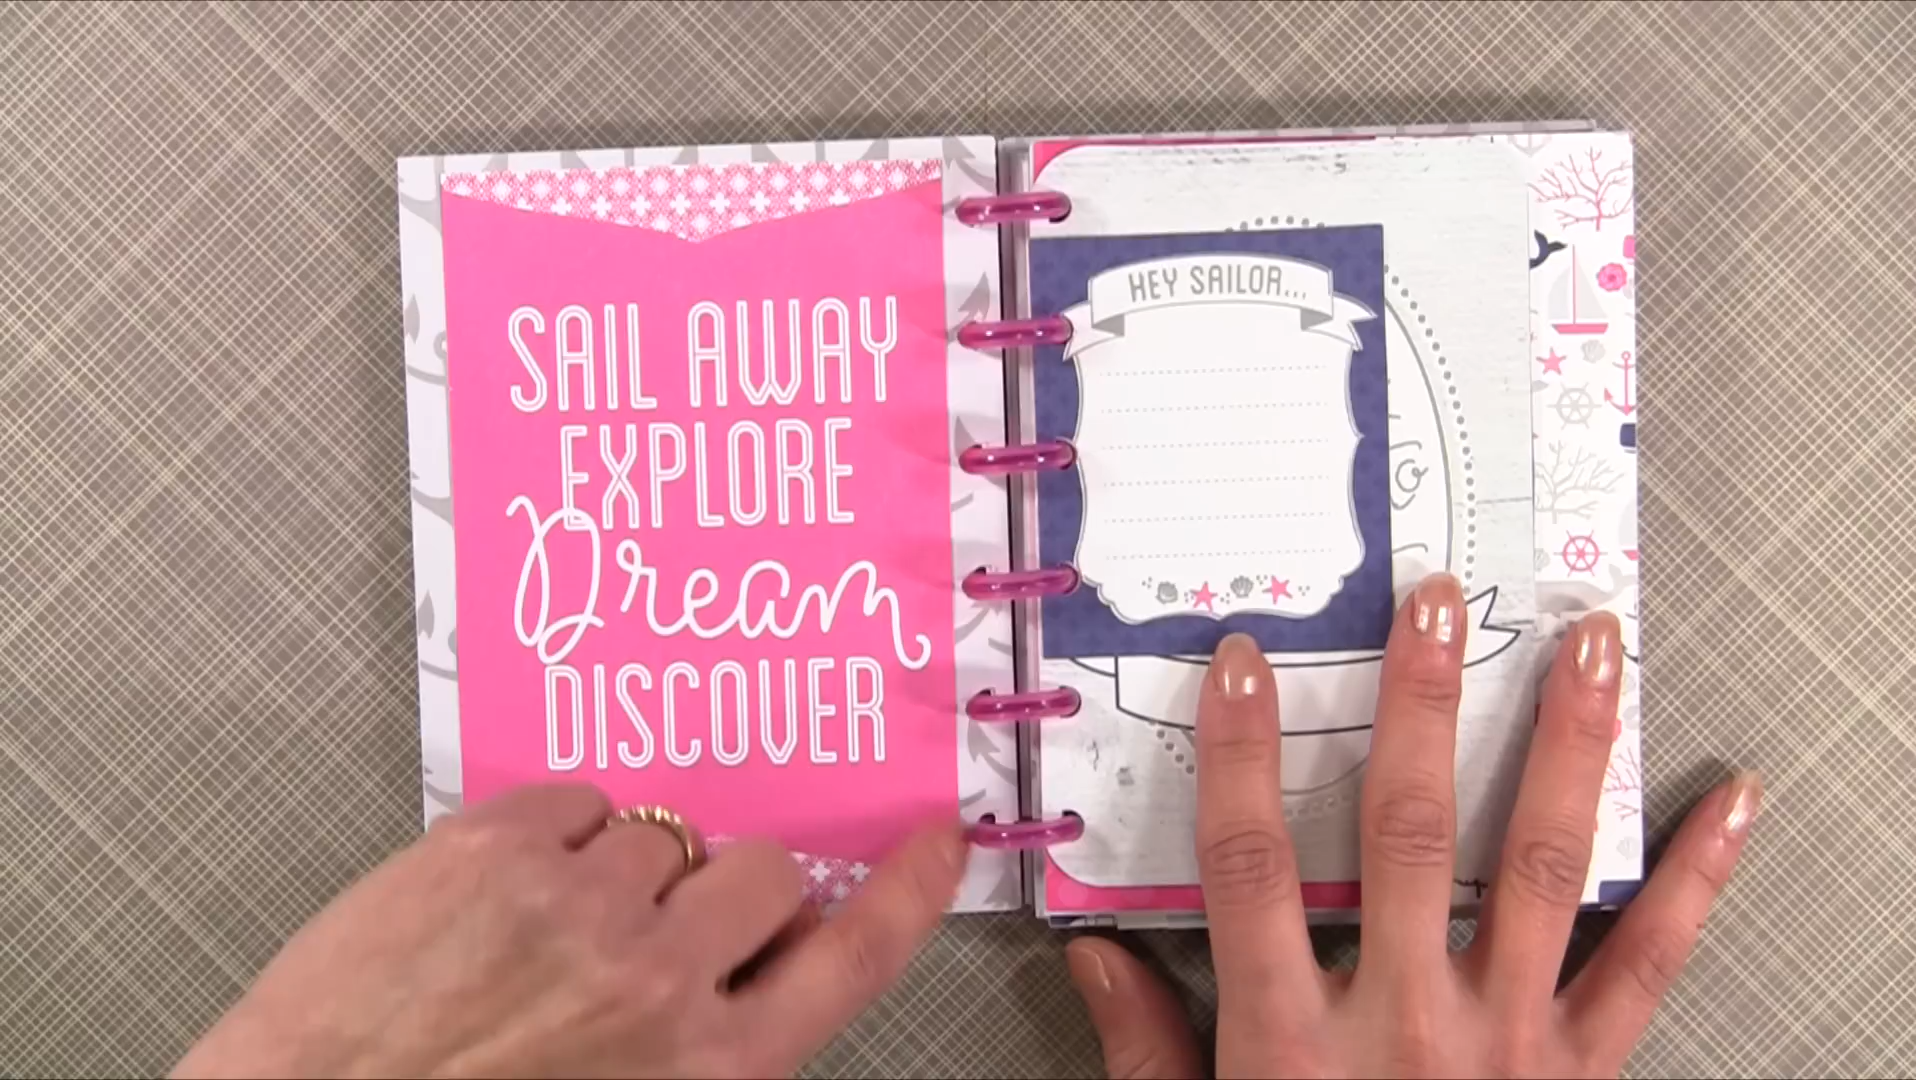 SAIL AWAY
EXPLORE
Dream
DISCOVER
HEY SAILOR...